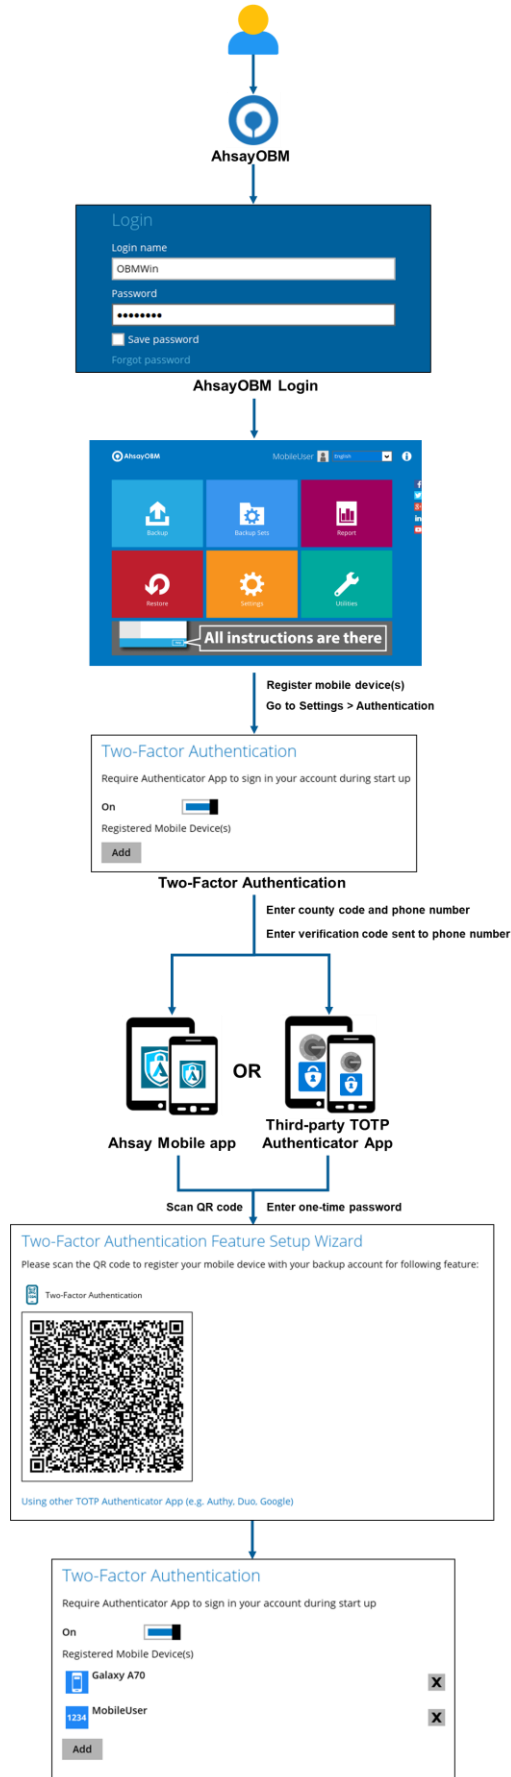 AhsayOBM
Login
Login name
OBMWin
Password
Save password
Forgot password
AhsayOBM Login
AhsayOBM
MobileUser
English
Backup
Backup Sets
Report
Restore
Settings
Utilities
All instructions are there
Register mobile device(s)
Go to Settings > Authentication
Two-Factor Authentication
Require Authenticator App to sign in your account during start up
On
Registered Mobile Device(s)
Add
Two-Factor Authentication
Enter county code and phone number
Enter verification code sent to phone number
OR
Ahsay Mobile app
Third-party TOTP
Authenticator App
Scan QR code
Enter one-time password
Two-Factor Authentication Feature Setup Wizard
Please scan the QR code to register your mobile device with your backup account for following feature:
Two-Factor Authentication
Using other TOTP Authenticator App (e.g. Authy, Duo, Google)
Two-Factor Authentication
Require Authenticator App to sign in your account during start up
On
Registered Mobile Device(s)
Galaxy A70
X
1234
MobileUser
X
Add